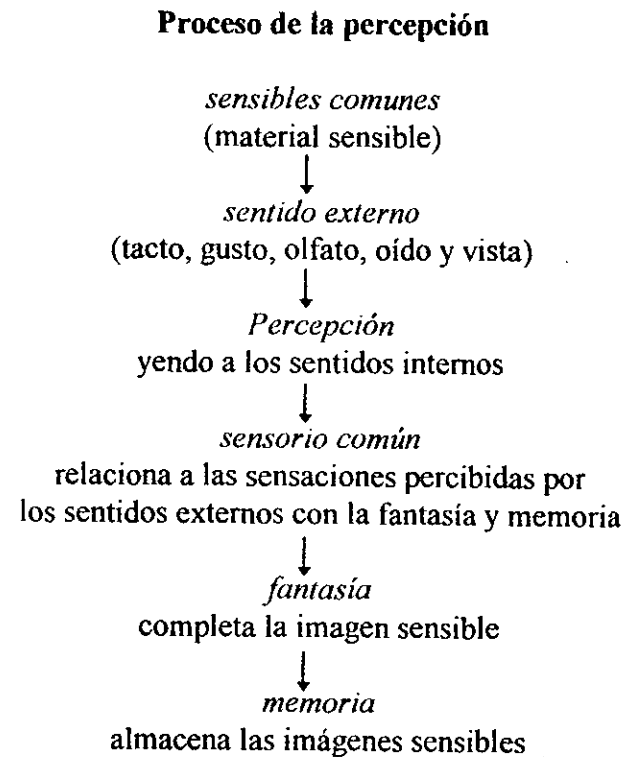 Proceso de la percepción
sensibles comunes
(material sensible)
sentido externo
(tacto, gusto, olfato, oído y vista)
Percepción
yendo a los sentidos internos
sensorio común
relaciona a las sensaciones percibidas por
los sentidos externos con la fantasía y memoria
fantasía
completa la imagen sensible
memoria
almacena las imágenes sensibles